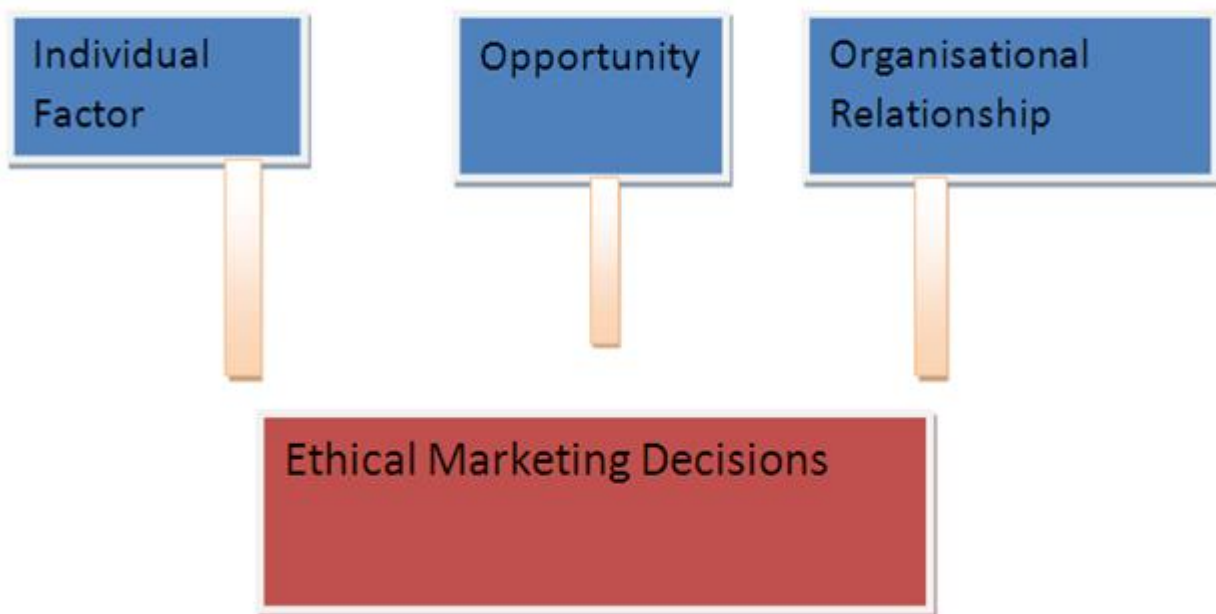 Individual
Factor
Opportunity
Organisational
Relationship
Ethical Marketing Decisions